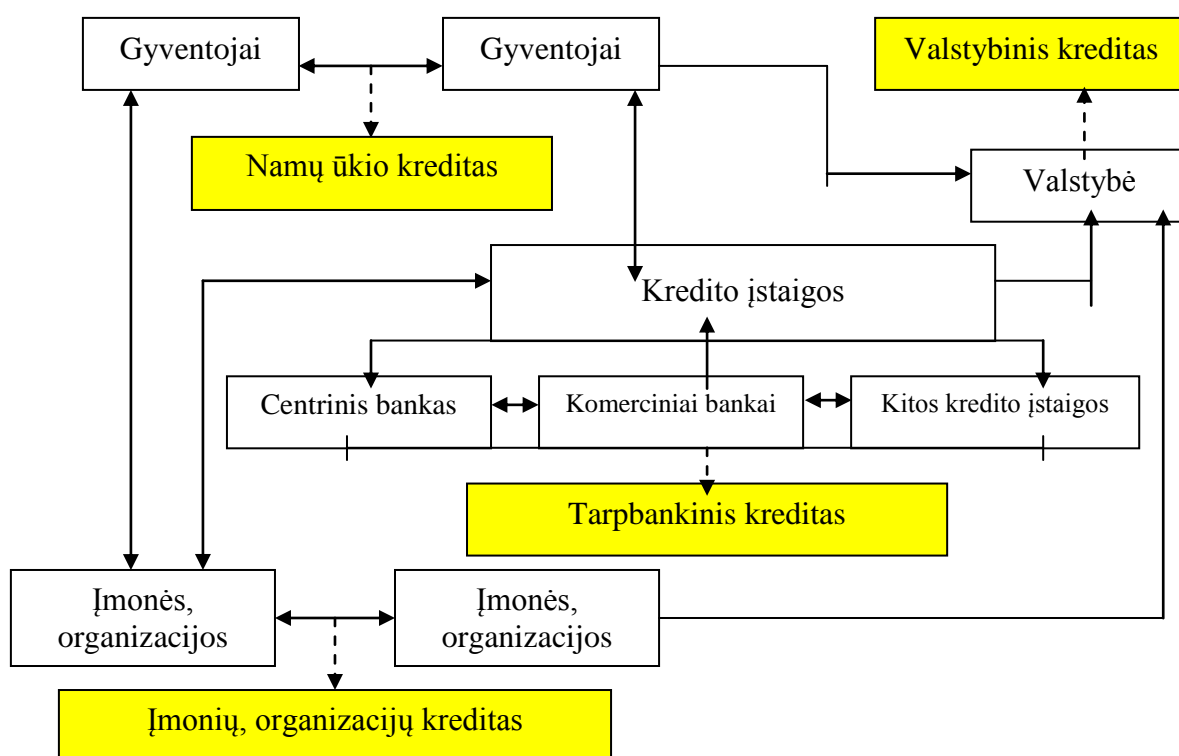 Gyventojai
Gyventojai
Valstybinis kreditas
Namų ūkio kreditas
Valstybė
Kredito įstaigos
Centrinis bankas
Komerciniai bankai
Kitos kredito įstaigos
Tarpbankinis kreditas
Įmonės,
organizacijos
Įmonės,
organizacijos
Įmonių, organizacijų kreditas